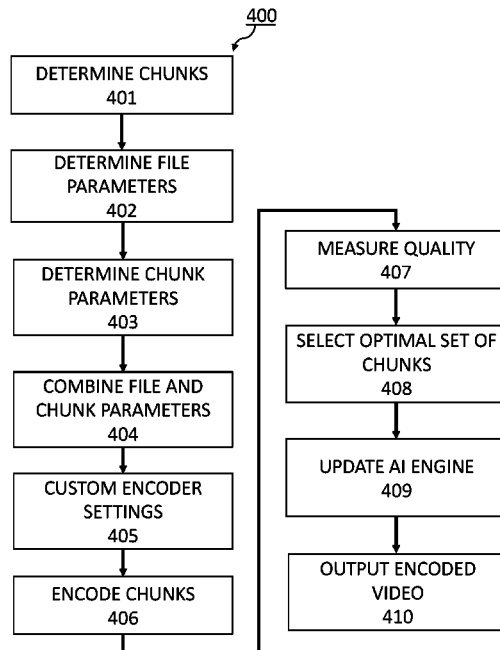 400
DETERMINE CHUNKS
401
DETERMINE FILE
PARAMETERS
402
DETERMINE CHUNK
PARAMETERS
403
COMBINE FILE AND
CHUNK PARAMETERS
404
CUSTOM ENCODER
SETTINGS
405
ENCODE CHUNKS
406
MEASURE QUALITY
407
SELECT OPTIMAL SET OF
CHUNKS
408
UPDATE AI ENGINE
409
OUTPUT ENCODED
VIDEO
410